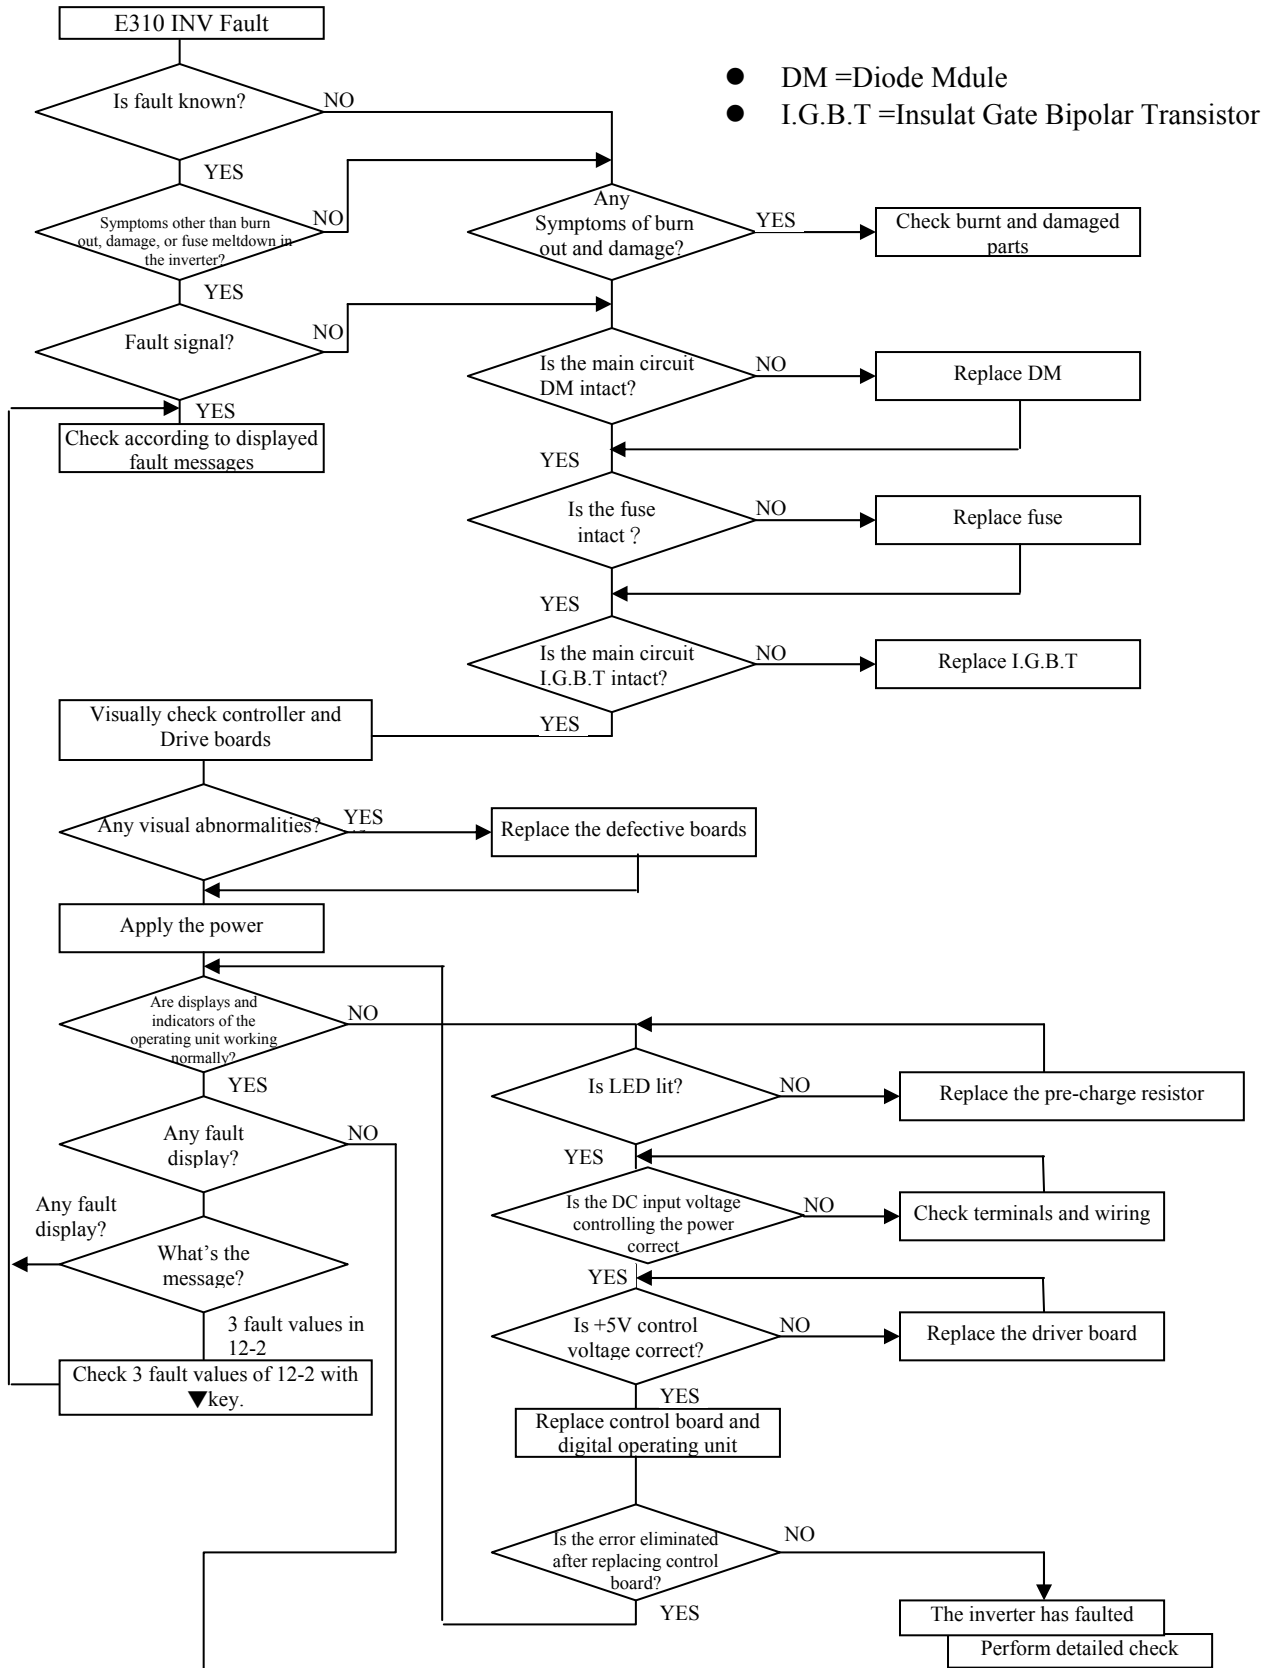 E310 INV Fault
● DM =Diode Mdule
● I.G.B.T =Insulat Gate Bipolar Transistor
Is fault known?
NO
YES
Symptoms other than burn
out, damage, or fuse meltdown in
the inverter?
NO
YES
Any
Symptoms of burn
out and damage?
YES
Check burnt and damaged
parts
Fault signal?
NO
YES
Check according to displayed
fault messages
Is the main circuit
DM intact?
NO
Replace DM
YES
Is the fuse
intact ?
NO
Replace fuse
YES
Is the main circuit
I.G.B.T intact?
NO
Replace I.G.B.T
YES
Visually check controller and
Drive boards
Any visual abnormalities?
YES
Replace the defective boards
Apply the power
Are displays and
indicators of the
operating unit working
normally?
NO
YES
Is LED lit?
NO
Replace the pre-charge resistor
YES
Any fault
display?
NO
Is the DC input voltage
controlling the power
correct
NO
Check terminals and wiring
YES
Any fault
display?
What's the
message?
3 fault values in
12-2
Check 3 fault values of 12-2 with
▼key.
Is +5V control
voltage correct?
NO
Replace the driver board
YES
Replace control board and
digital operating unit
Is the error eliminated
after replacing control
board?
NO
YES
The inverter has faulted
Perform detailed check